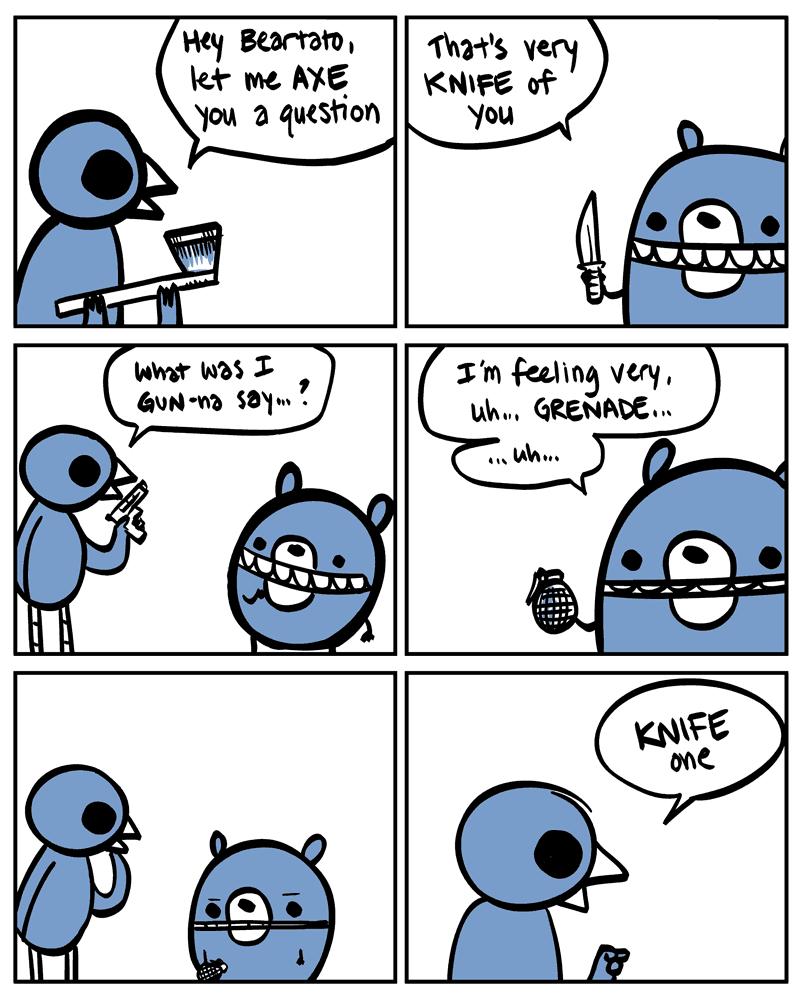 Hey Beartato,
let me AXE
you a question
That's very
KNIFE of
you
What was I
GUN-na say...?
I'm feeling very,
uh... GRENADE...
...uh...
KNIFE
one